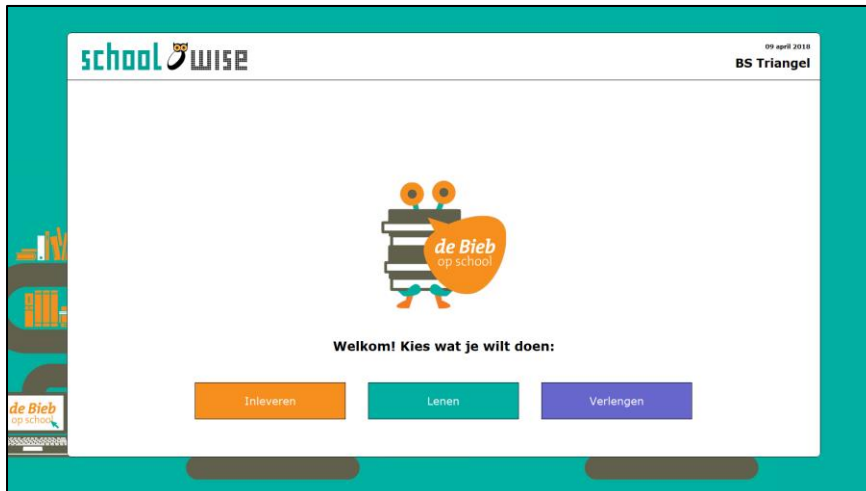 school wise
09 april 2018
BS Triangel
de Bieb
op school
Welkom! Kies wat je wilt doen:
Inleveren
Lenen
Verlengen
de Bieb
op school